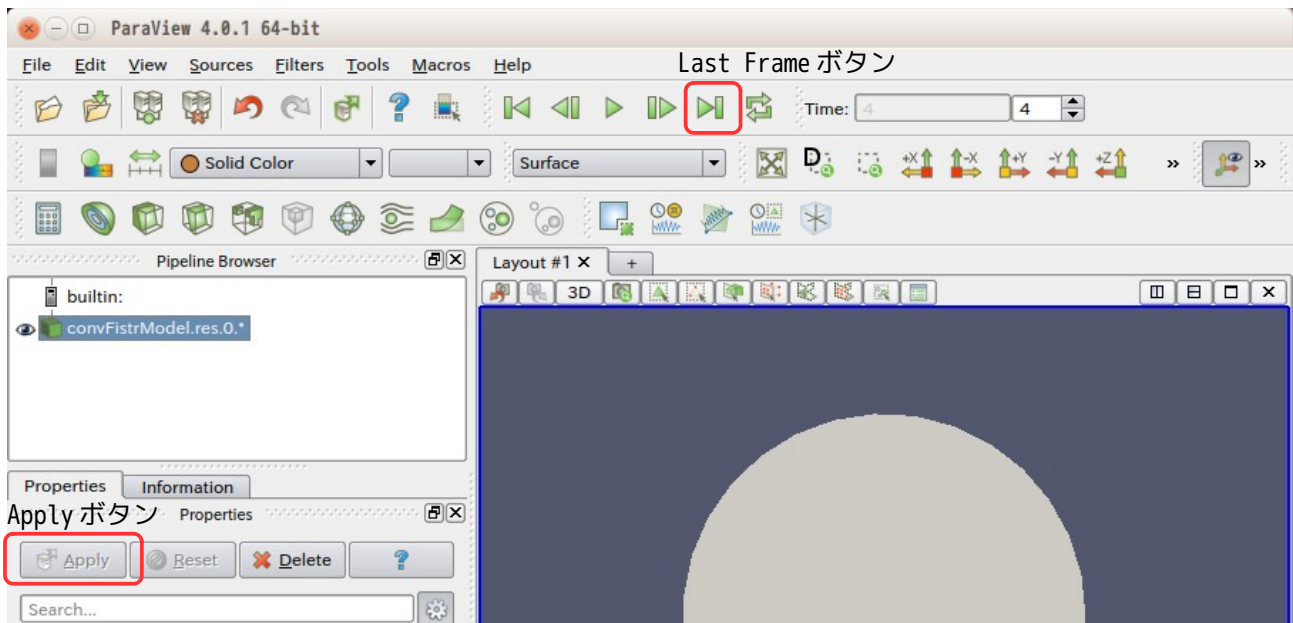 ParaView 4.0.1 64-bit
File Edit View Sources Filters Tools Macros Help
Last Frame ボタン
Time: 4 4
Solid Color Surface
+X -X +Y -Y +Z » »
Pipeline Browser
Layout #1 +
builtin:
3D
convFistrModel.res.0.*
Properties Information
Apply ボタン Properties
Apply Reset Delete ?
Search...